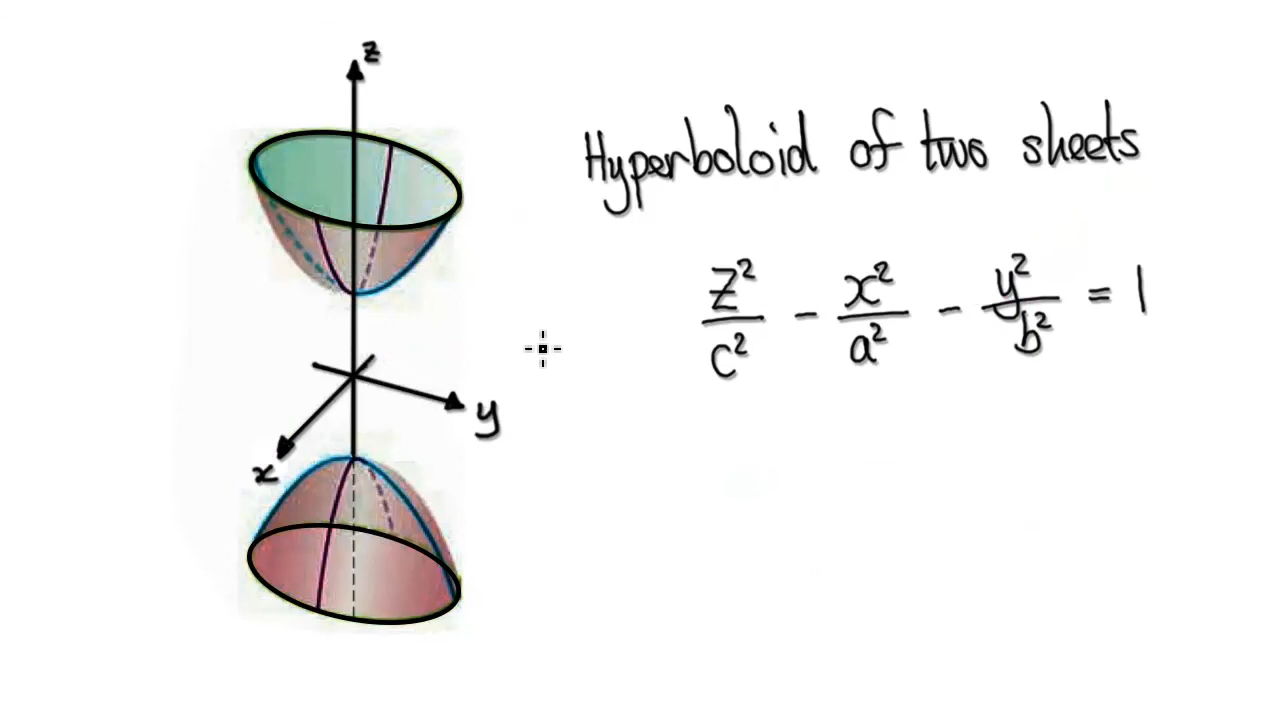 z
Hyperboloid of two sheets
z²/c² - x²/a² - y²/b² = 1
y
x